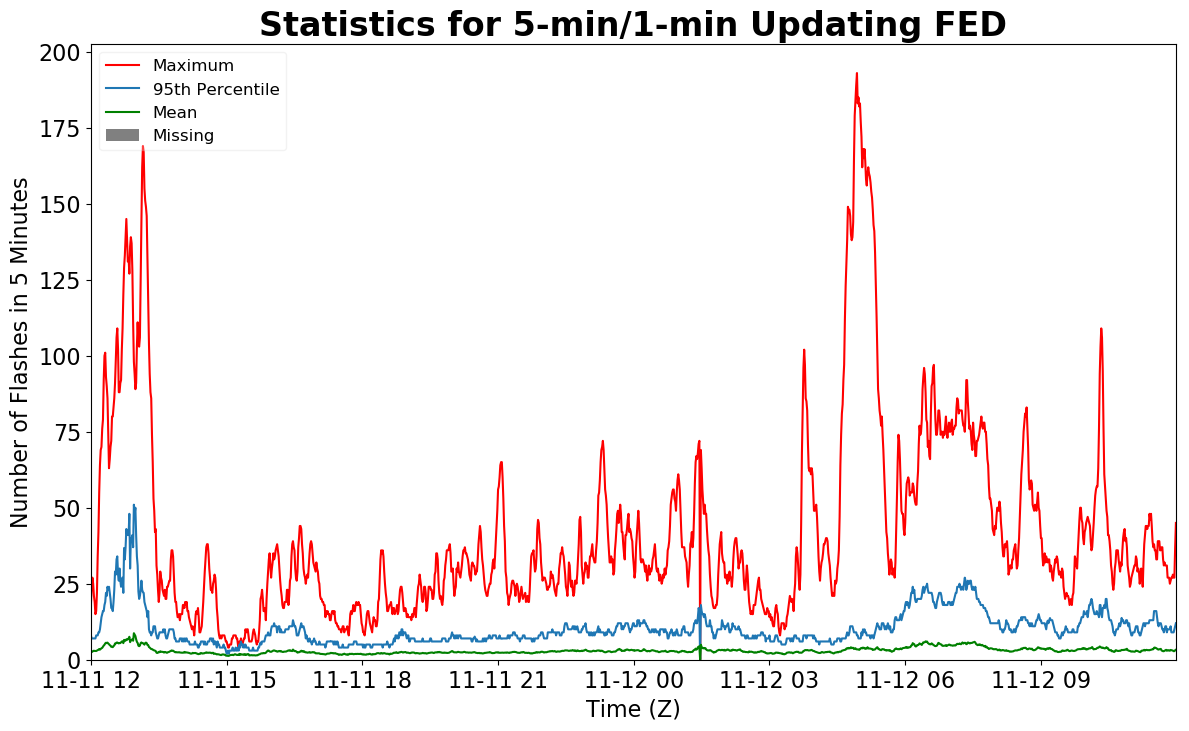 Statistics for 5-min/1-min Updating FED
Number of Flashes in 5 Minutes
200
175
150
125
100
75
50
25
0
Maximum
95th Percentile
Mean
Missing
11-11 12 11-11 15 11-11 18 11-11 21 11-12 00 11-12 03 11-12 06 11-12 09
Time (Z)